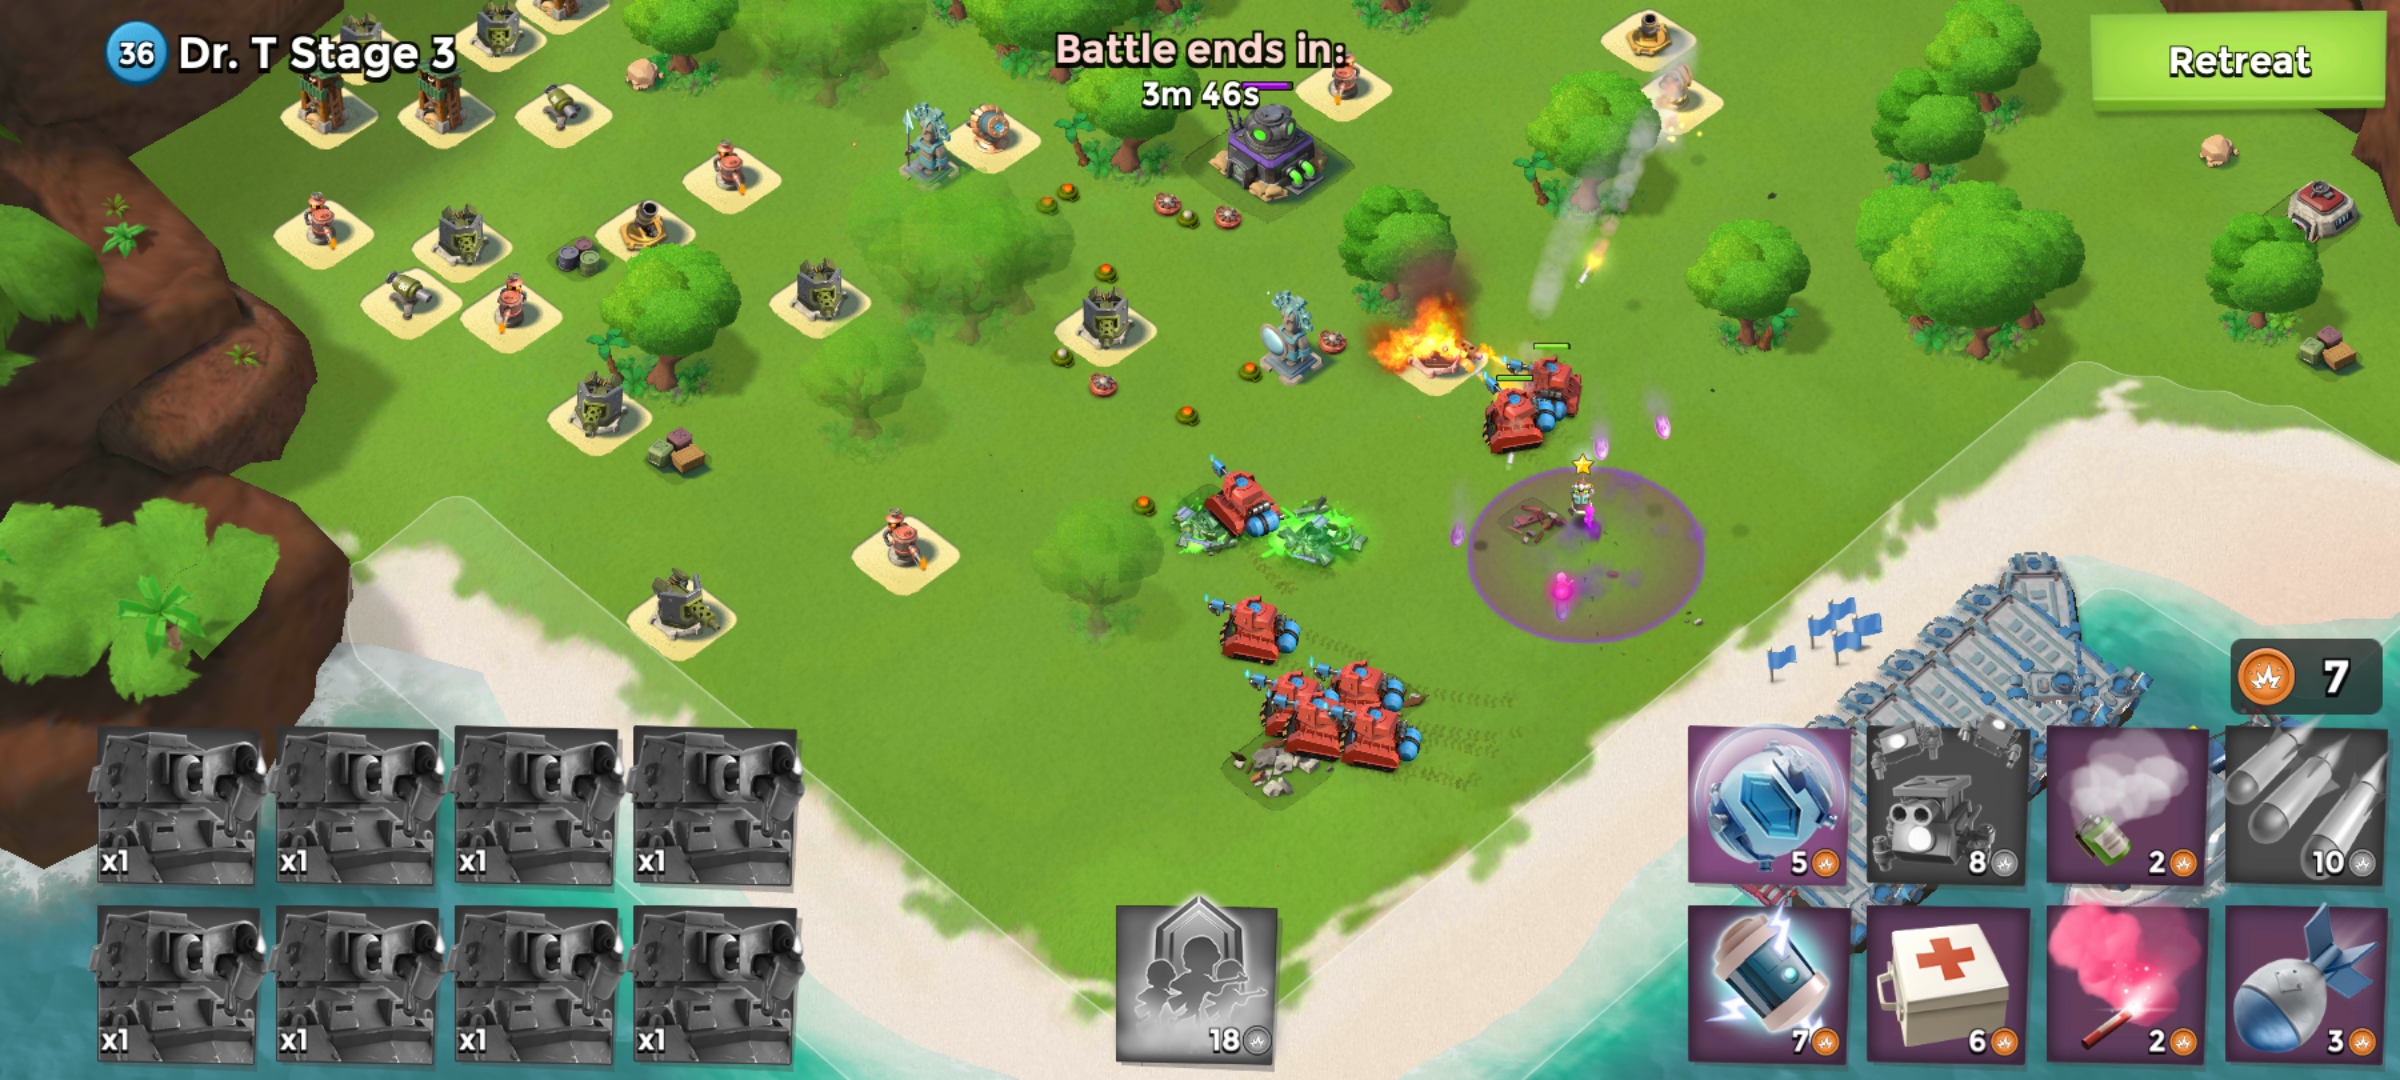 36 Dr. T Stage 3
Battle ends in:
3m 46s
Retreat
7
x1 x1 x1 x1
5 8 2 10
x1 x1 x1 x1
18
7 6 2 3